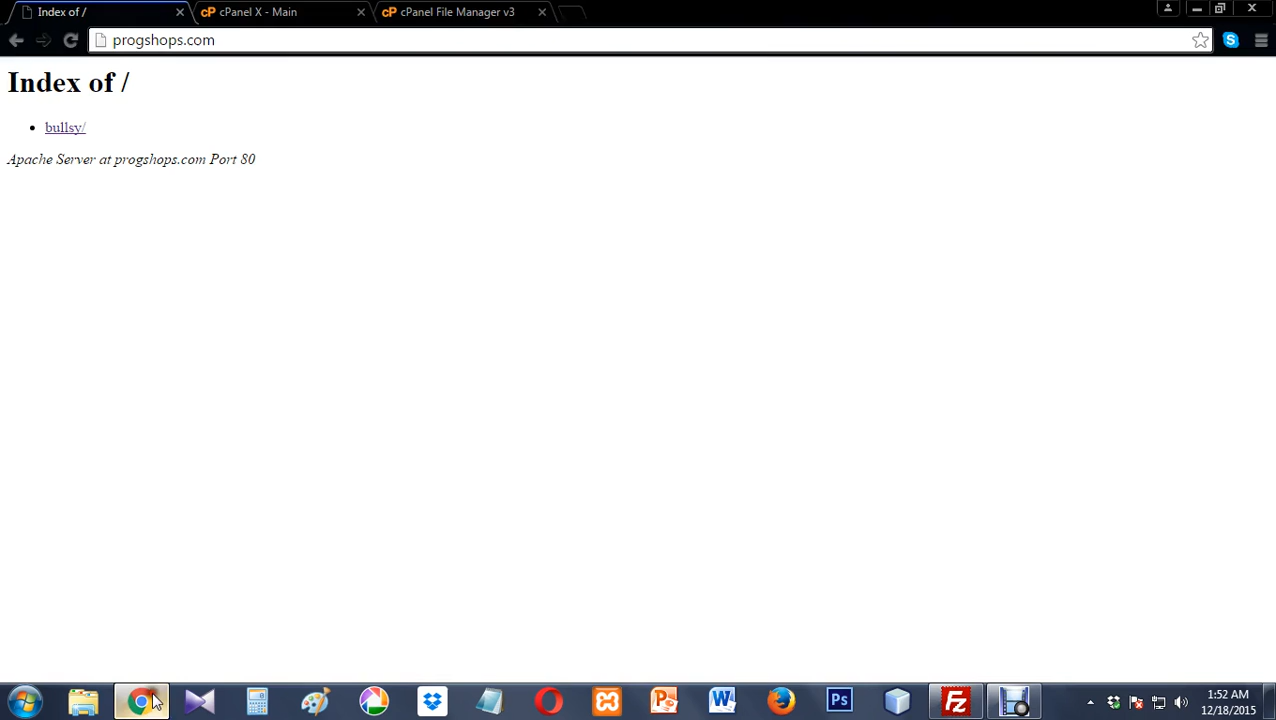 Index of /
cPanel X - Main
cPanel File Manager v3
progshops.com
Index of /
bullsy/
Apache Server at progshops.com Port 80
1:52 AM
12/18/2015